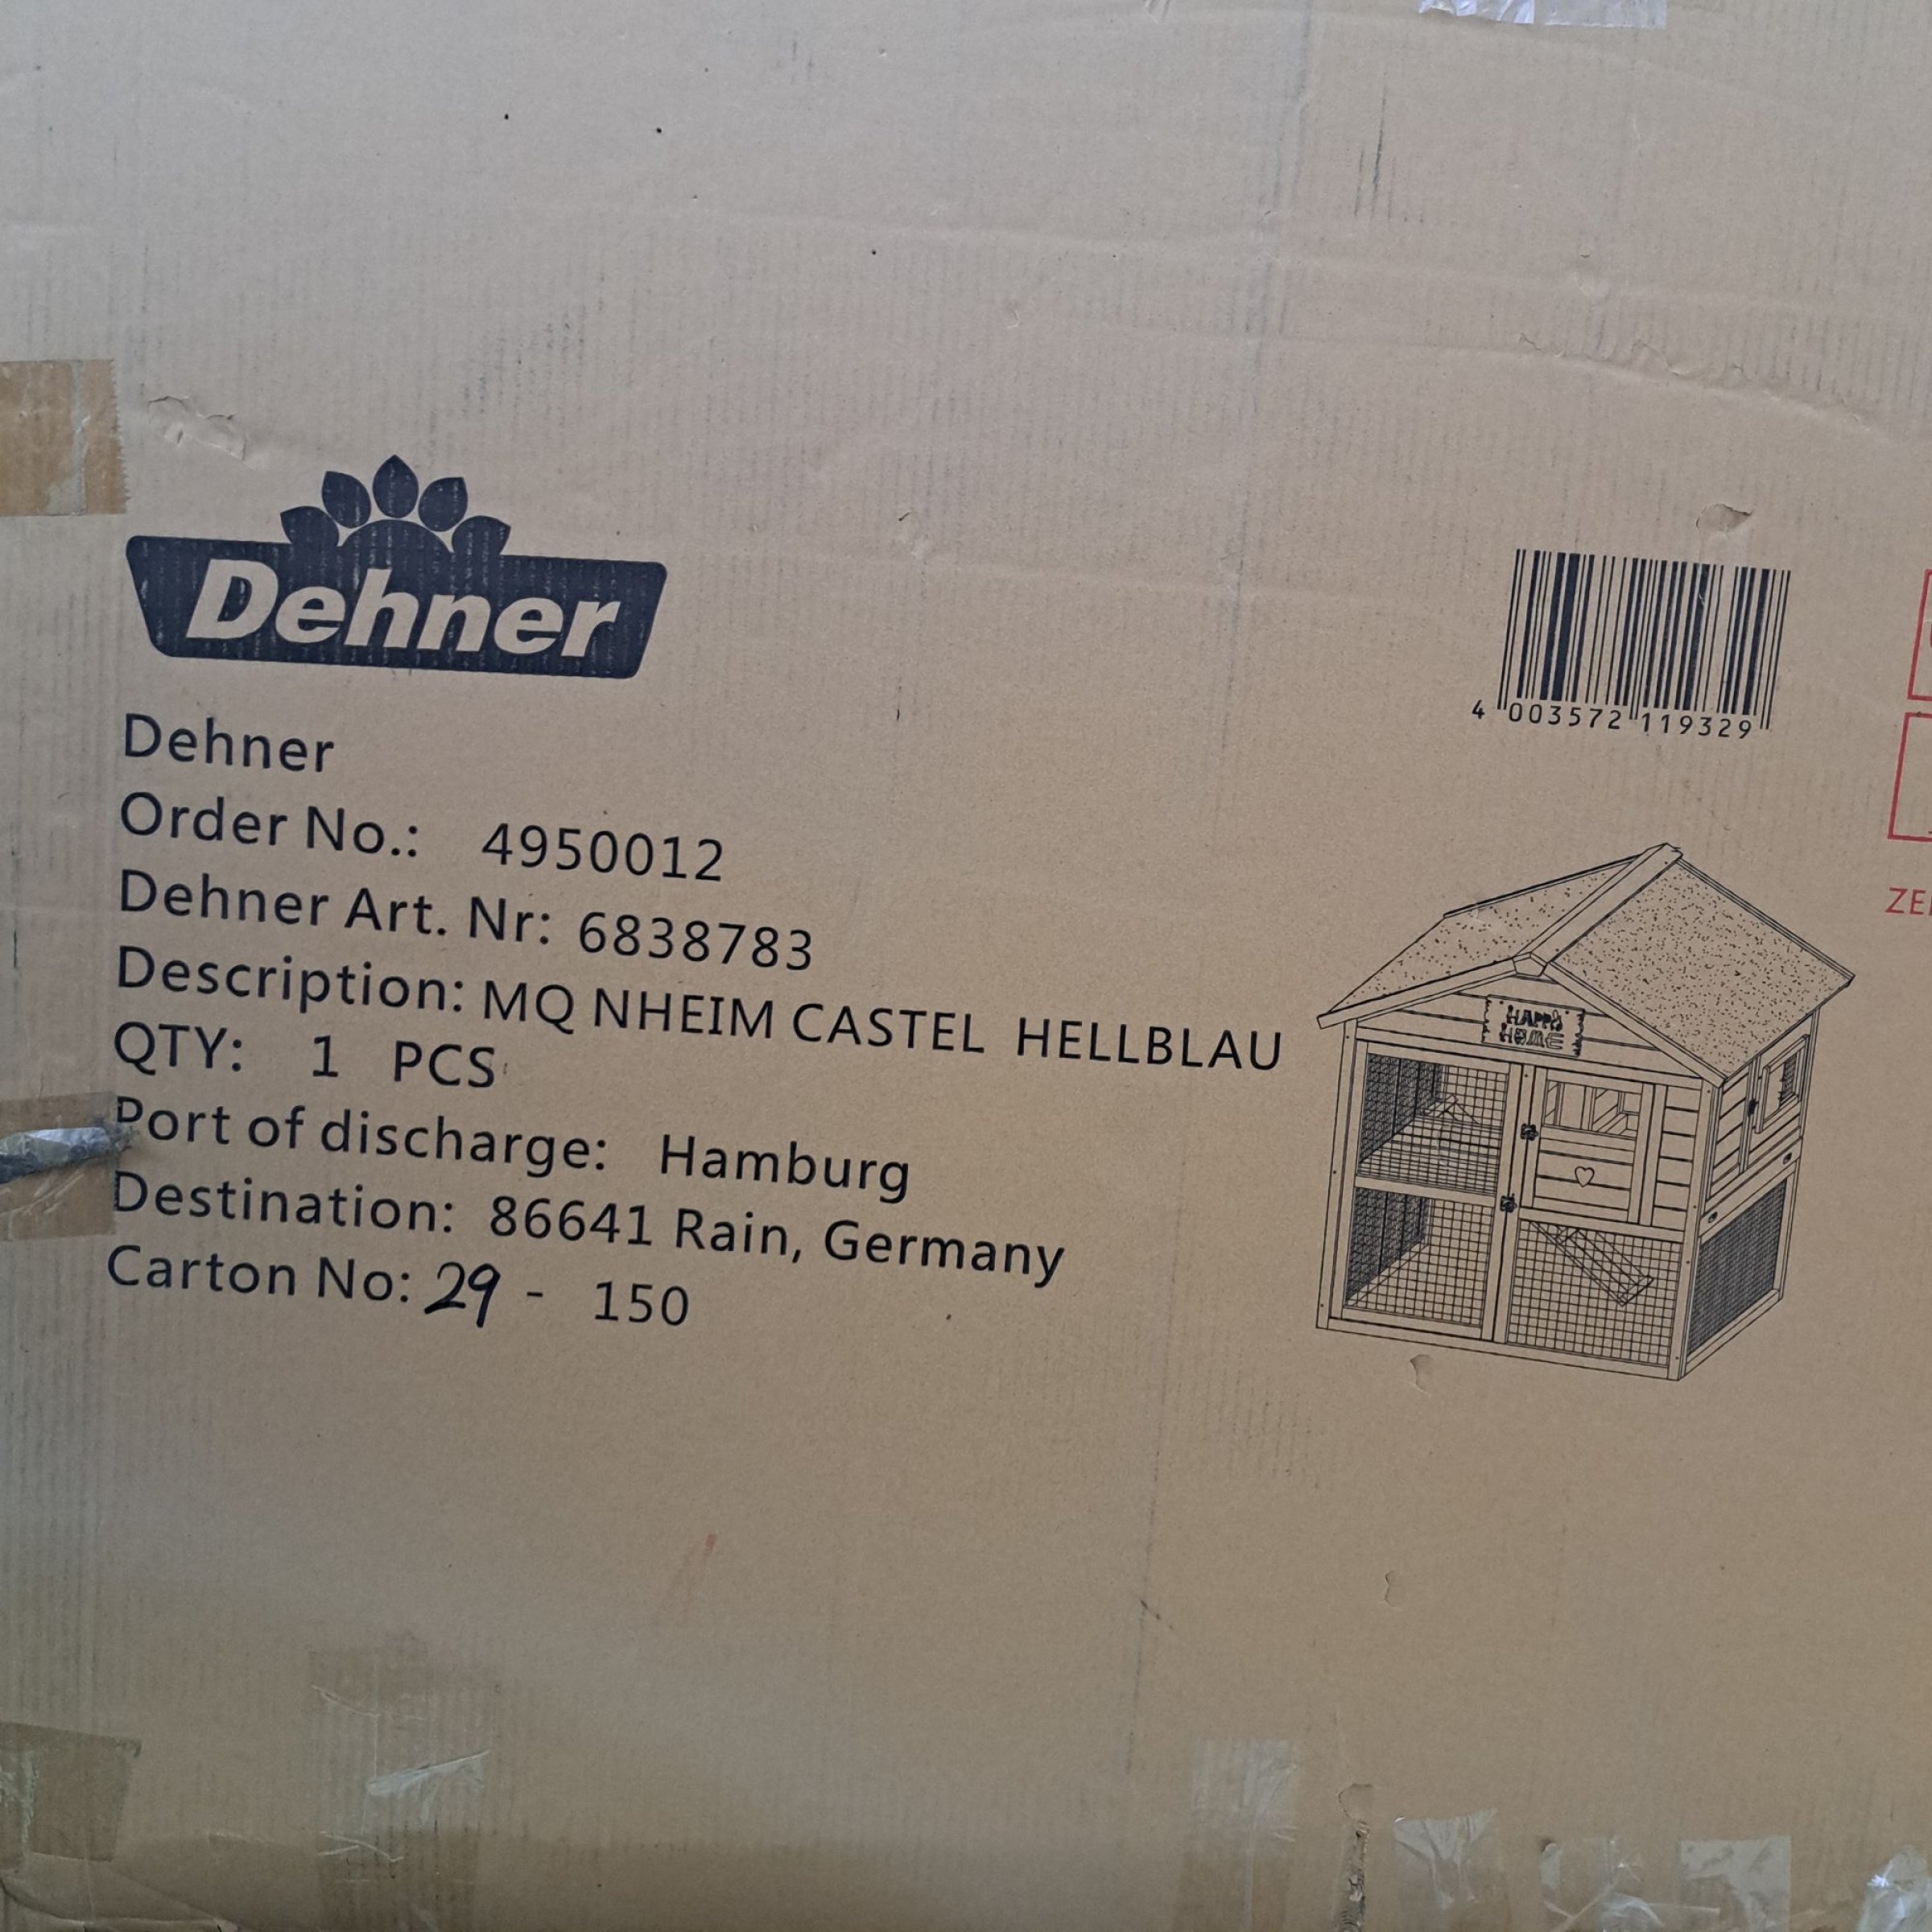 Dehner
Dehner
Order No.: 4950012
Dehner Art. Nr: 6838783
Description: MQ NHEIM CASTEL HELLBLAU
QTY: 1 PCS
Port of discharge: Hamburg
Destination: 86641 Rain, Germany
Carton No: 29 - 150
4 003572 119329
HAPPY
HOME